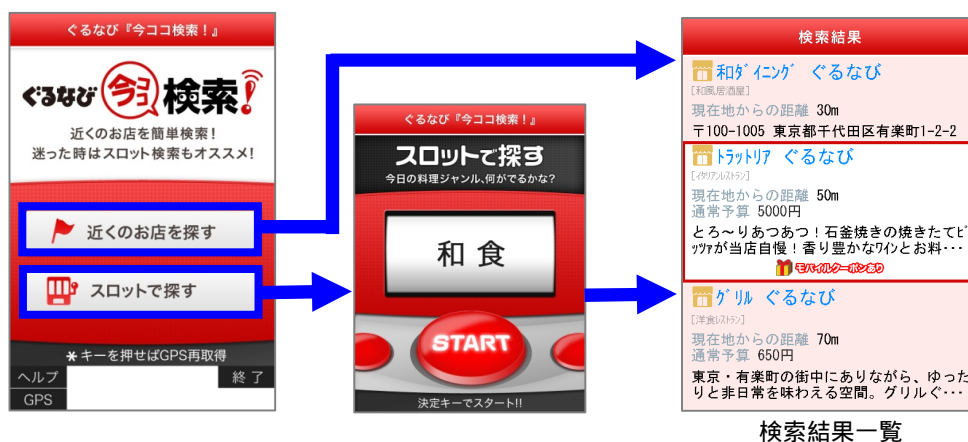 ぐるなび『今ココ検索！』
ぐるなび今ココ検索！
近くのお店を簡単検索！
迷った時はスロット検索もオススメ！
近くのお店を探す
スロットで探す
＊キーを押せばGPS再取得
ヘルプ
終了
GPS
ぐるなび『今ココ検索！』
スロットで探す
今日の料理ジャンル、何がでるかな？
和食
START
決定キーでスタート!!
検索結果
和ﾀﾞｲﾆﾝｸﾞ ぐるなび
[和風居酒屋]
現在地からの距離 30m
〒100-1005 東京都千代田区有楽町1-2-2
ﾄﾗｯﾄﾘｱ ぐるなび
[ｲﾀﾘｱﾝﾚｽﾄﾗﾝ]
現在地からの距離 50m
通常予算 5000円
とろ～りあつあつ！石釜焼きの焼きたてﾋﾟ
ｯﾂｧが当店自慢！香り豊かなﾜｲﾝとお料･･･
モバイルクーポンあり
ｸﾞﾘﾙ ぐるなび
[洋食ﾚｽﾄﾗﾝ]
現在地からの距離 70m
通常予算 650円
東京・有楽町の街中にありながら、ゆった
りと非日常を味わえる空間。グリルぐ･･･
検索結果一覧